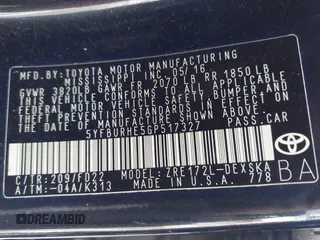 MFD. BY: TOYOTA MOTOR MANUFACTURING
MISSISSIPPI, INC. 05/16
GVWR 3820LB GAWR FR 2070LB RR 1850LB
THIS VEHICLE CONFORMS TO ALL APPLICABLE
FEDERAL MOTOR VEHICLE SAFETY, BUMPER, AND
THEFT PREVENTION STANDARDS IN EFFECT ON
THE DATE OF MANUFACTURE SHOWN ABOVE.
5YFBURHE5GP517327 PASS.CAR
C/TR:209/FD22 MODEL: ZRE172L-DEXSKA
A/TM:-04A/K313 MADE IN U.S.A. 778
TOYOTA
BA
DREAMBID